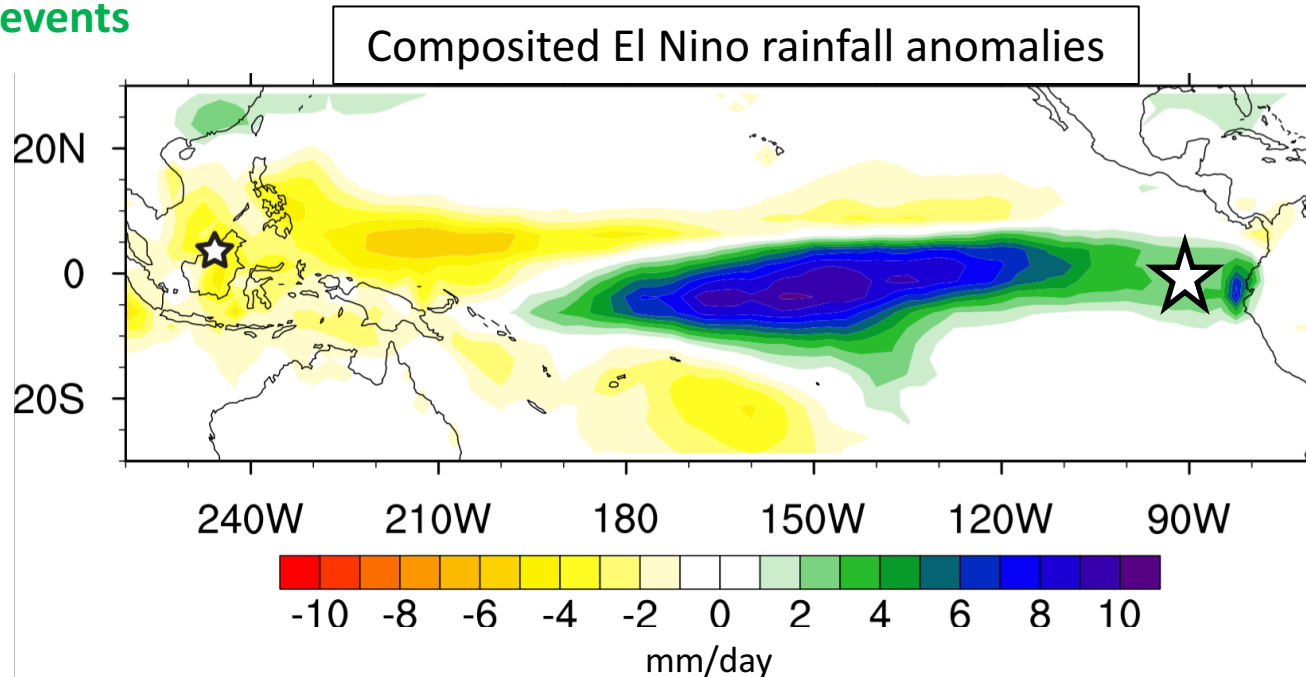 events
Composited El Nino rainfall anomalies
20N
0
20S
240W 210W 180 150W 120W 90W
-10 -8 -6 -4 -2 0 2 4 6 8 10
mm/day